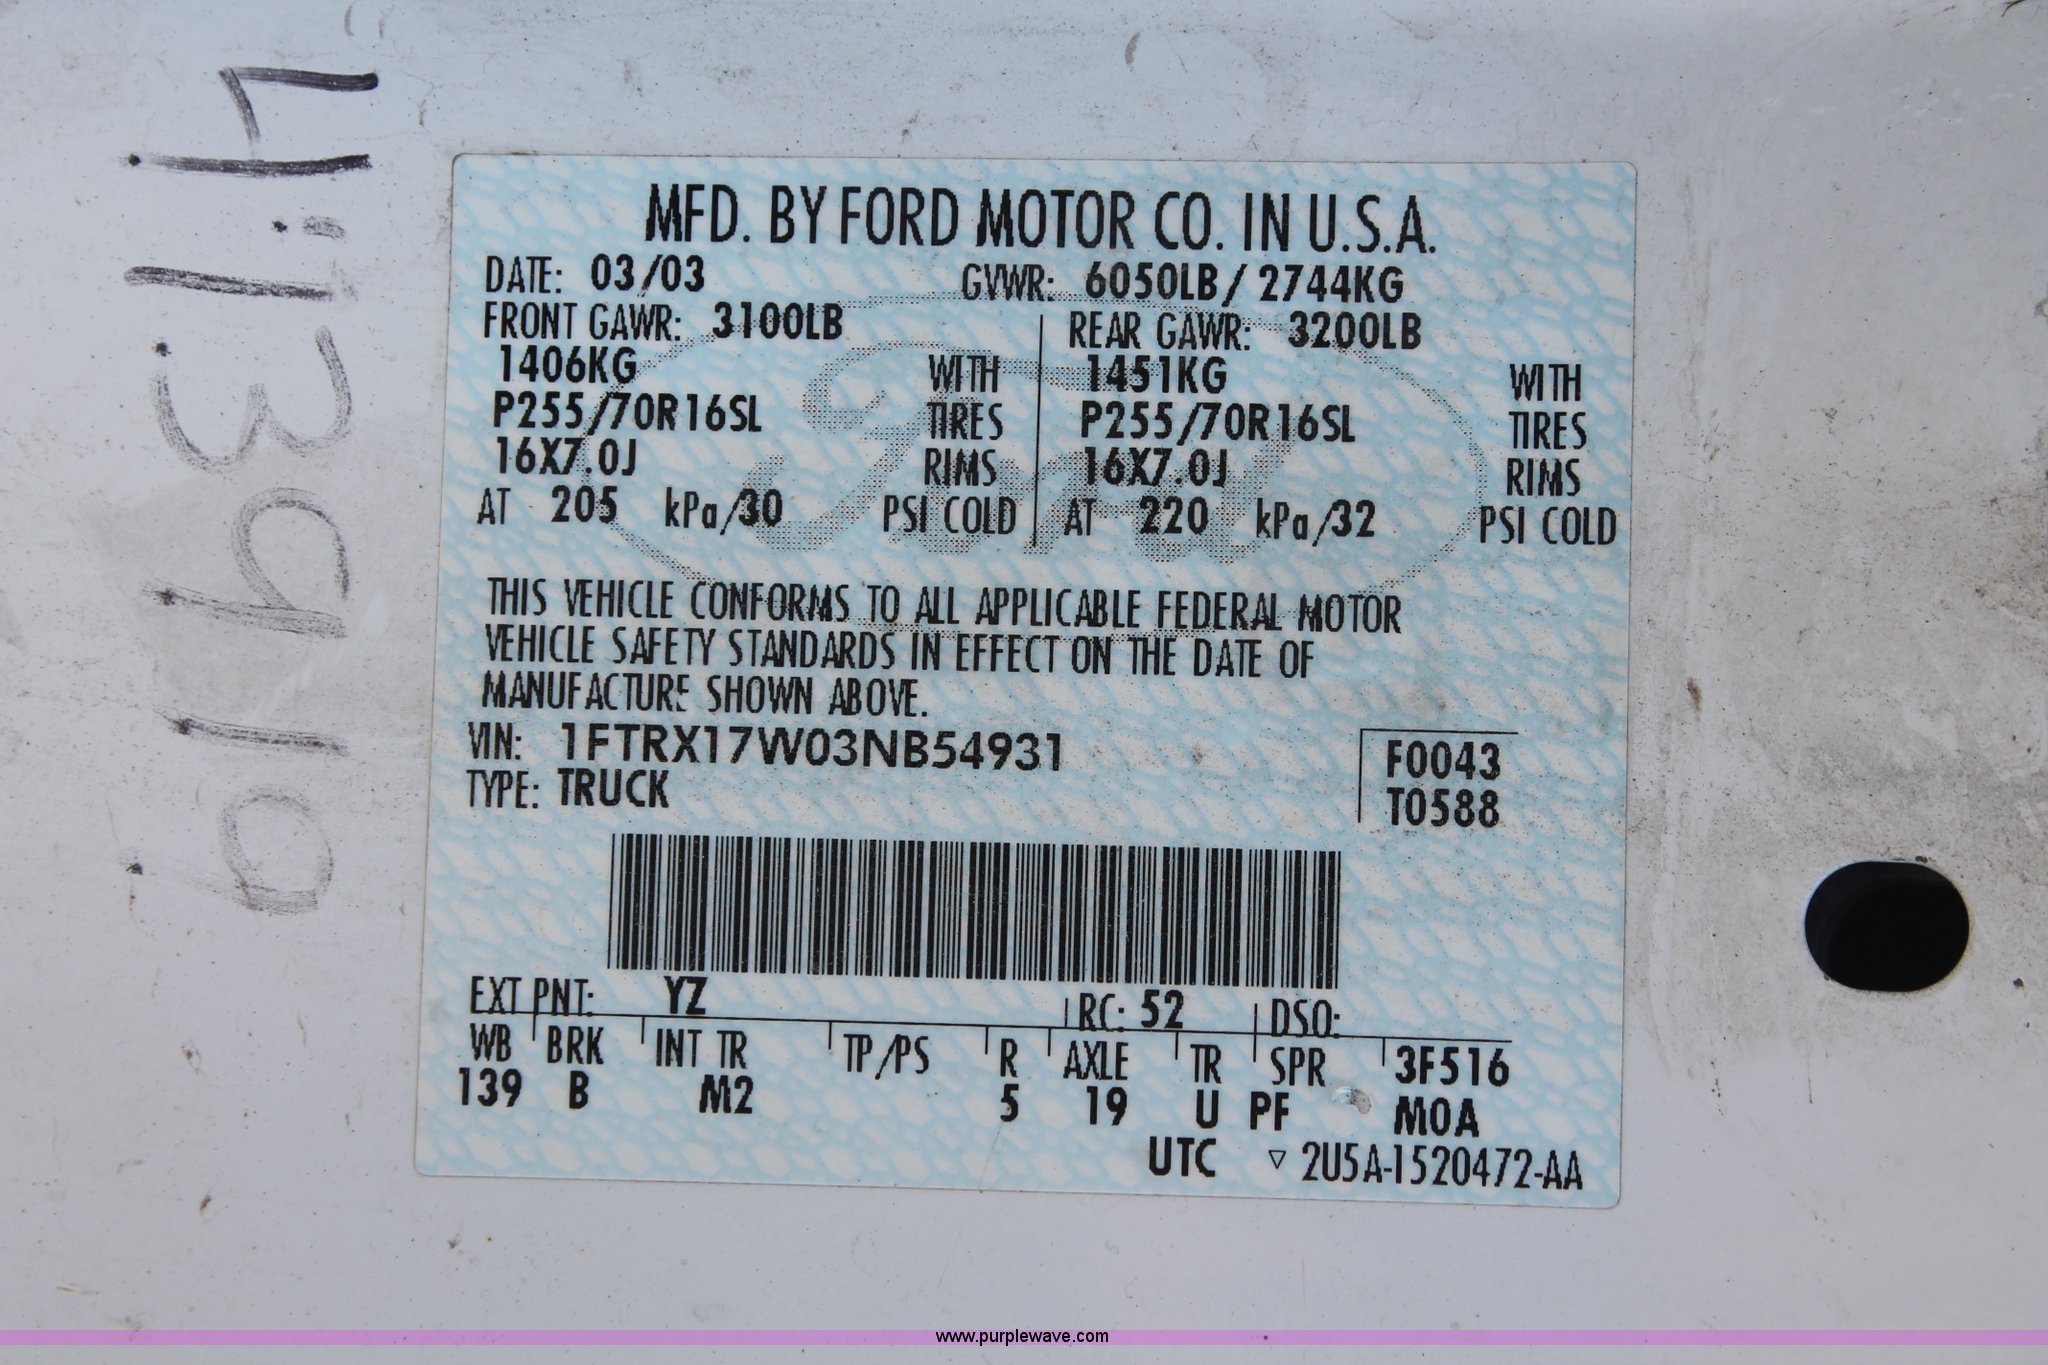 MFD. BY FORD MOTOR CO. IN U.S.A.
DATE: 03/03 GVWR: 6050LB/ 2744KG
FRONT GAWR: 3100LB REAR GAWR: 3200LB
1406KG WITH 1451KG WITH
P255/70R16SL TIRES P255/70R16SL TIRES
16X7.0J RIMS 16X7.0J RIMS
AT 205 kPa/30 PSI COLD AT 220 kPa/32 PSI COLD
THIS VEHICLE CONFORMS TO ALL APPLICABLE FEDERAL MOTOR
VEHICLE SAFETY STANDARDS IN EFFECT ON THE DATE OF
MANUFACTURE SHOWN ABOVE.
VIN: 1FTRX17W03NB54931 F0043
TYPE: TRUCK T0588
EXT PNT: YZ RC: 52 DSO:
WB BRK INT TR TP/PS R AXLE TR SPR 3F516
139 B M2 5 19 U PF M0A
UTC ▽ 2U5A-1520472-AA
www.purplewave.com